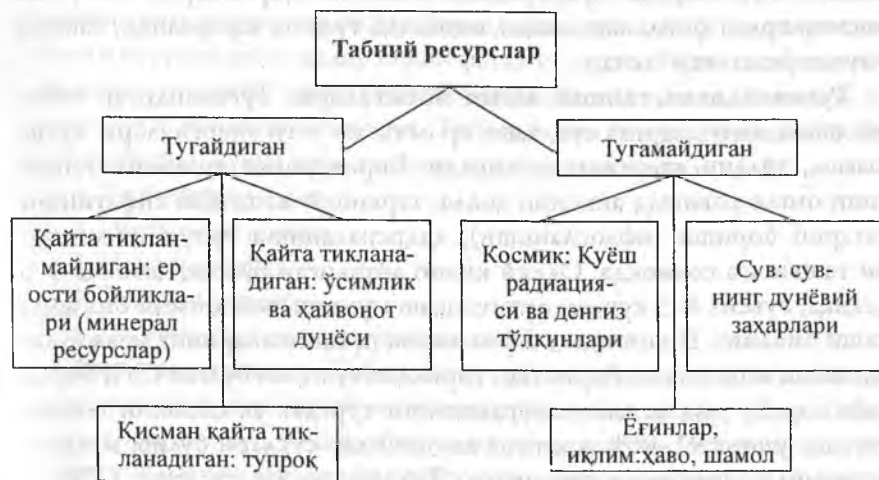 Табиий ресурслар
Тугайдиган
Тугамайдиган
Қайта тиклан-
майдиган: ер
ости бойликла-
ри (минерал
ресурслар)
Қайта тиклана-
диган: ўсимлик
ва ҳайвонот
дунёси
Космик: Қуёш
радиация-
си ва денгиз
тўлқинлари
Сув: сув-
нинг дунёвий
заҳарлари
Қисман қайта тик-
ланадиган: тупроқ
Ёғинлар,
иқлим:ҳаво, шамол